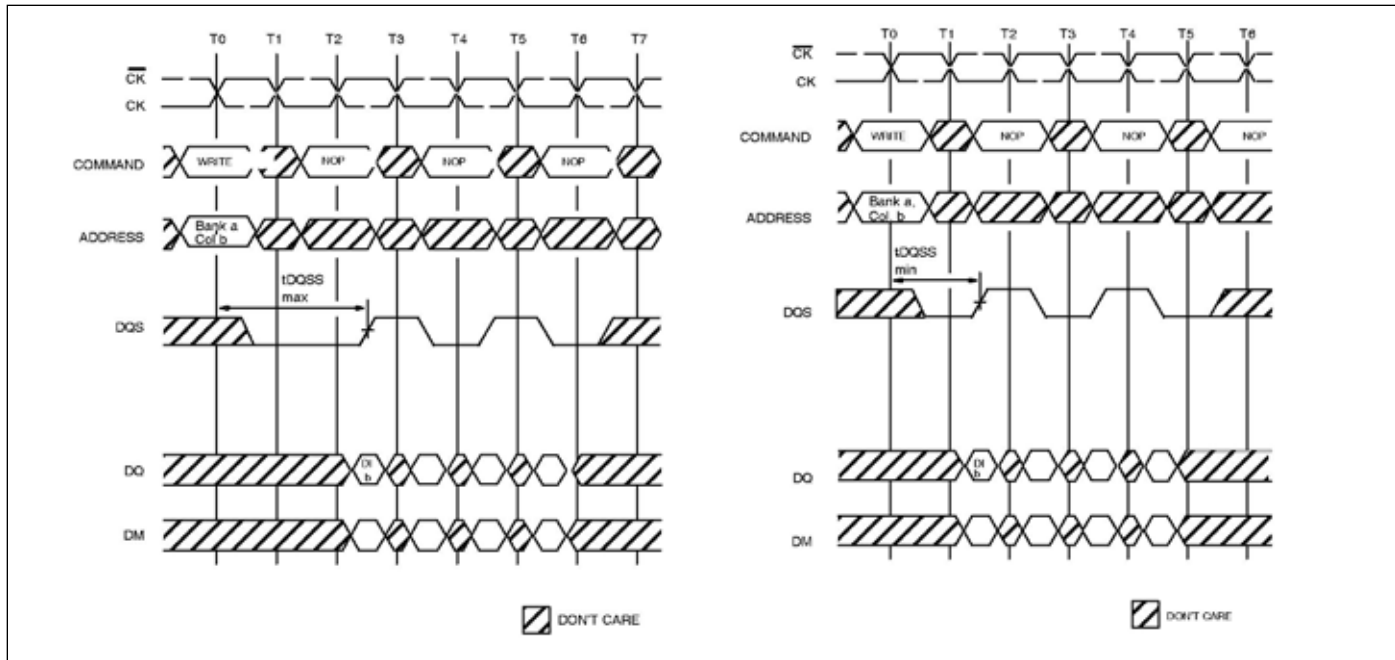 T0 T1 T2 T3 T4 T5 T6 T7
CK
CK
COMMAND WRITE NOP NOP NOP
ADDRESS Bank a
Col b
tDQSS
max
DQS
DQ DI
b
DM
DON'T CARE
T0 T1 T2 T3 T4 T5 T6
CK
CK
COMMAND WRITE NOP NOP NOP
ADDRESS Bank a,
Col, b
tDQSS
min
DQS
DQ DI
b
DM
DON'T CARE